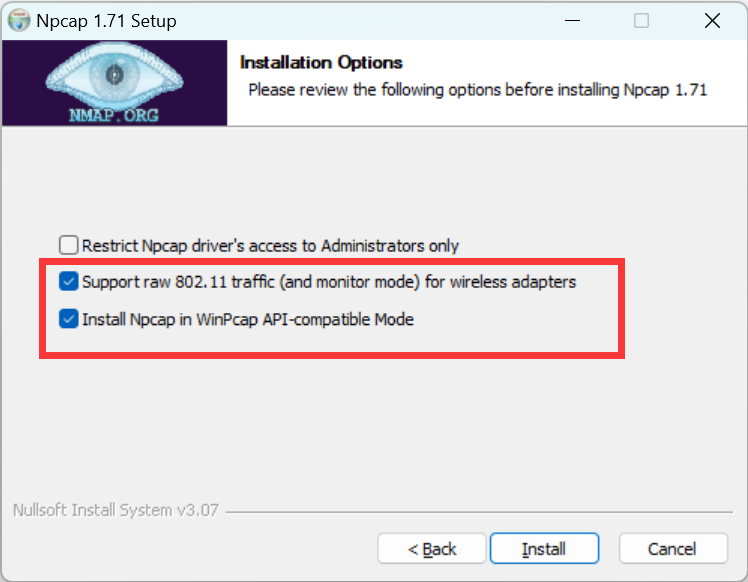 Npcap 1.71 Setup
NMAP.ORG
Installation Options
Please review the following options before installing Npcap 1.71
Restrict Npcap driver's access to Administrators only
Support raw 802.11 traffic (and monitor mode) for wireless adapters
Install Npcap in WinPcap API-compatible Mode
Nullsoft Install System v3.07
< Back
Install
Cancel